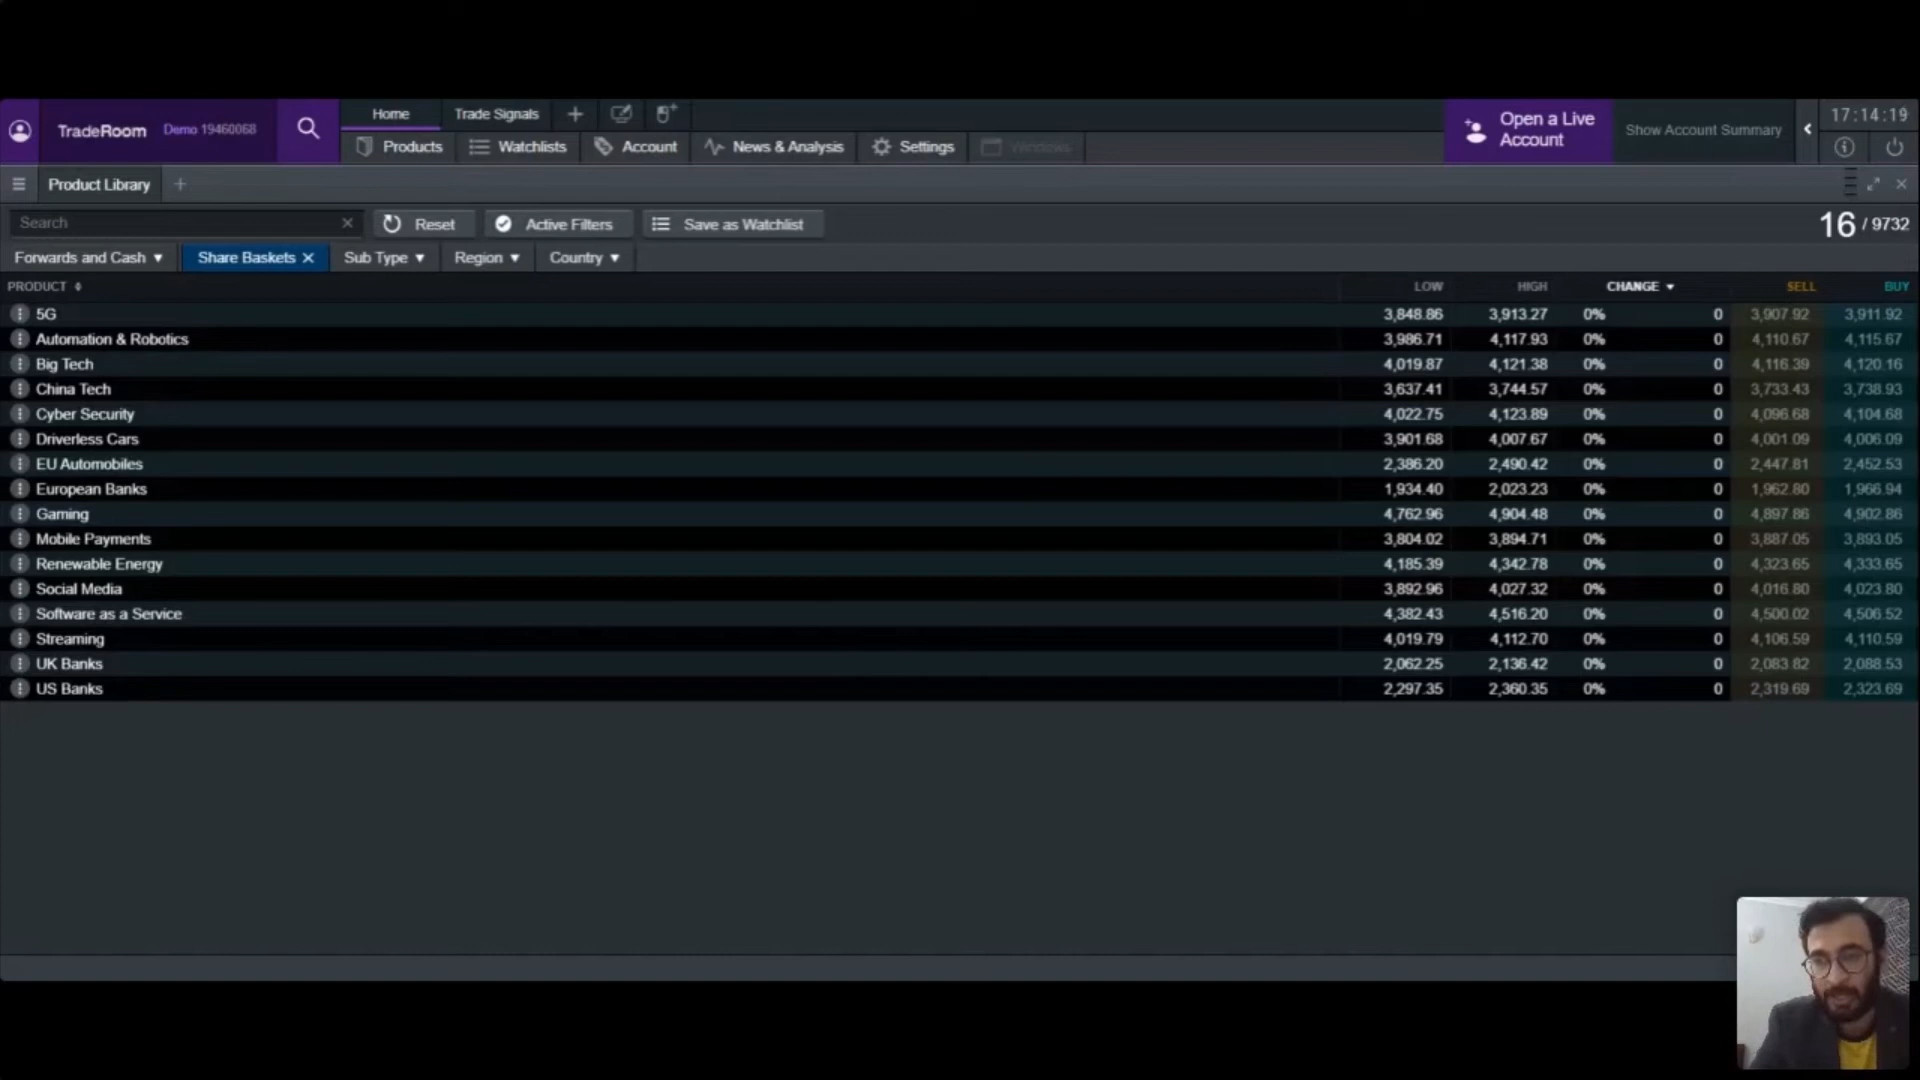 Home Trade Signals
TradeRoom Demo 19460068
Open a Live Account
Show Account Summary
17:14:19
Products Watchlists Account News & Analysis Settings Windows
Product Library
Search Reset Active Filters Save as Watchlist 16 / 9732
Forwards and Cash Share Baskets Sub Type Region Country
PRODUCT LOW HIGH CHANGE SELL BUY
5G 3,848.86 3,913.27 0% 0 3,907.92 3,911.92
Automation & Robotics 3,986.71 4,117.93 0% 0 4,110.67 4,115.67
Big Tech 4,019.87 4,121.38 0% 0 4,116.39 4,120.16
China Tech 3,637.41 3,744.57 0% 0 3,733.43 3,738.93
Cyber Security 4,022.75 4,123.89 0% 0 4,096.68 4,104.68
Driverless Cars 3,901.68 4,007.67 0% 0 4,001.09 4,006.09
EU Automobiles 2,386.20 2,490.42 0% 0 2,447.81 2,452.53
European Banks 1,934.40 2,023.23 0% 0 1,962.80 1,966.94
Gaming 4,762.96 4,904.48 0% 0 4,897.86 4,902.86
Mobile Payments 3,804.02 3,894.71 0% 0 3,887.05 3,893.05
Renewable Energy 4,185.39 4,342.78 0% 0 4,323.65 4,333.65
Social Media 3,892.96 4,027.32 0% 0 4,016.80 4,023.80
Software as a Service 4,382.43 4,516.20 0% 0 4,500.02 4,506.52
Streaming 4,019.79 4,112.70 0% 0 4,106.59 4,110.59
UK Banks 2,062.25 2,136.42 0% 0 2,083.82 2,088.53
US Banks 2,297.35 2,360.35 0% 0 2,319.69 2,323.69